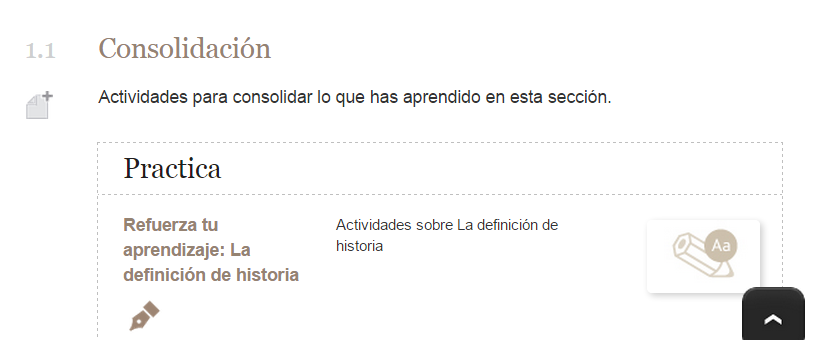 1.1 Consolidación
Actividades para consolidar lo que has aprendido en esta sección.
Practica
Refuerza tu
aprendizaje: La
definición de historia
Actividades sobre La definición de
historia
Aa